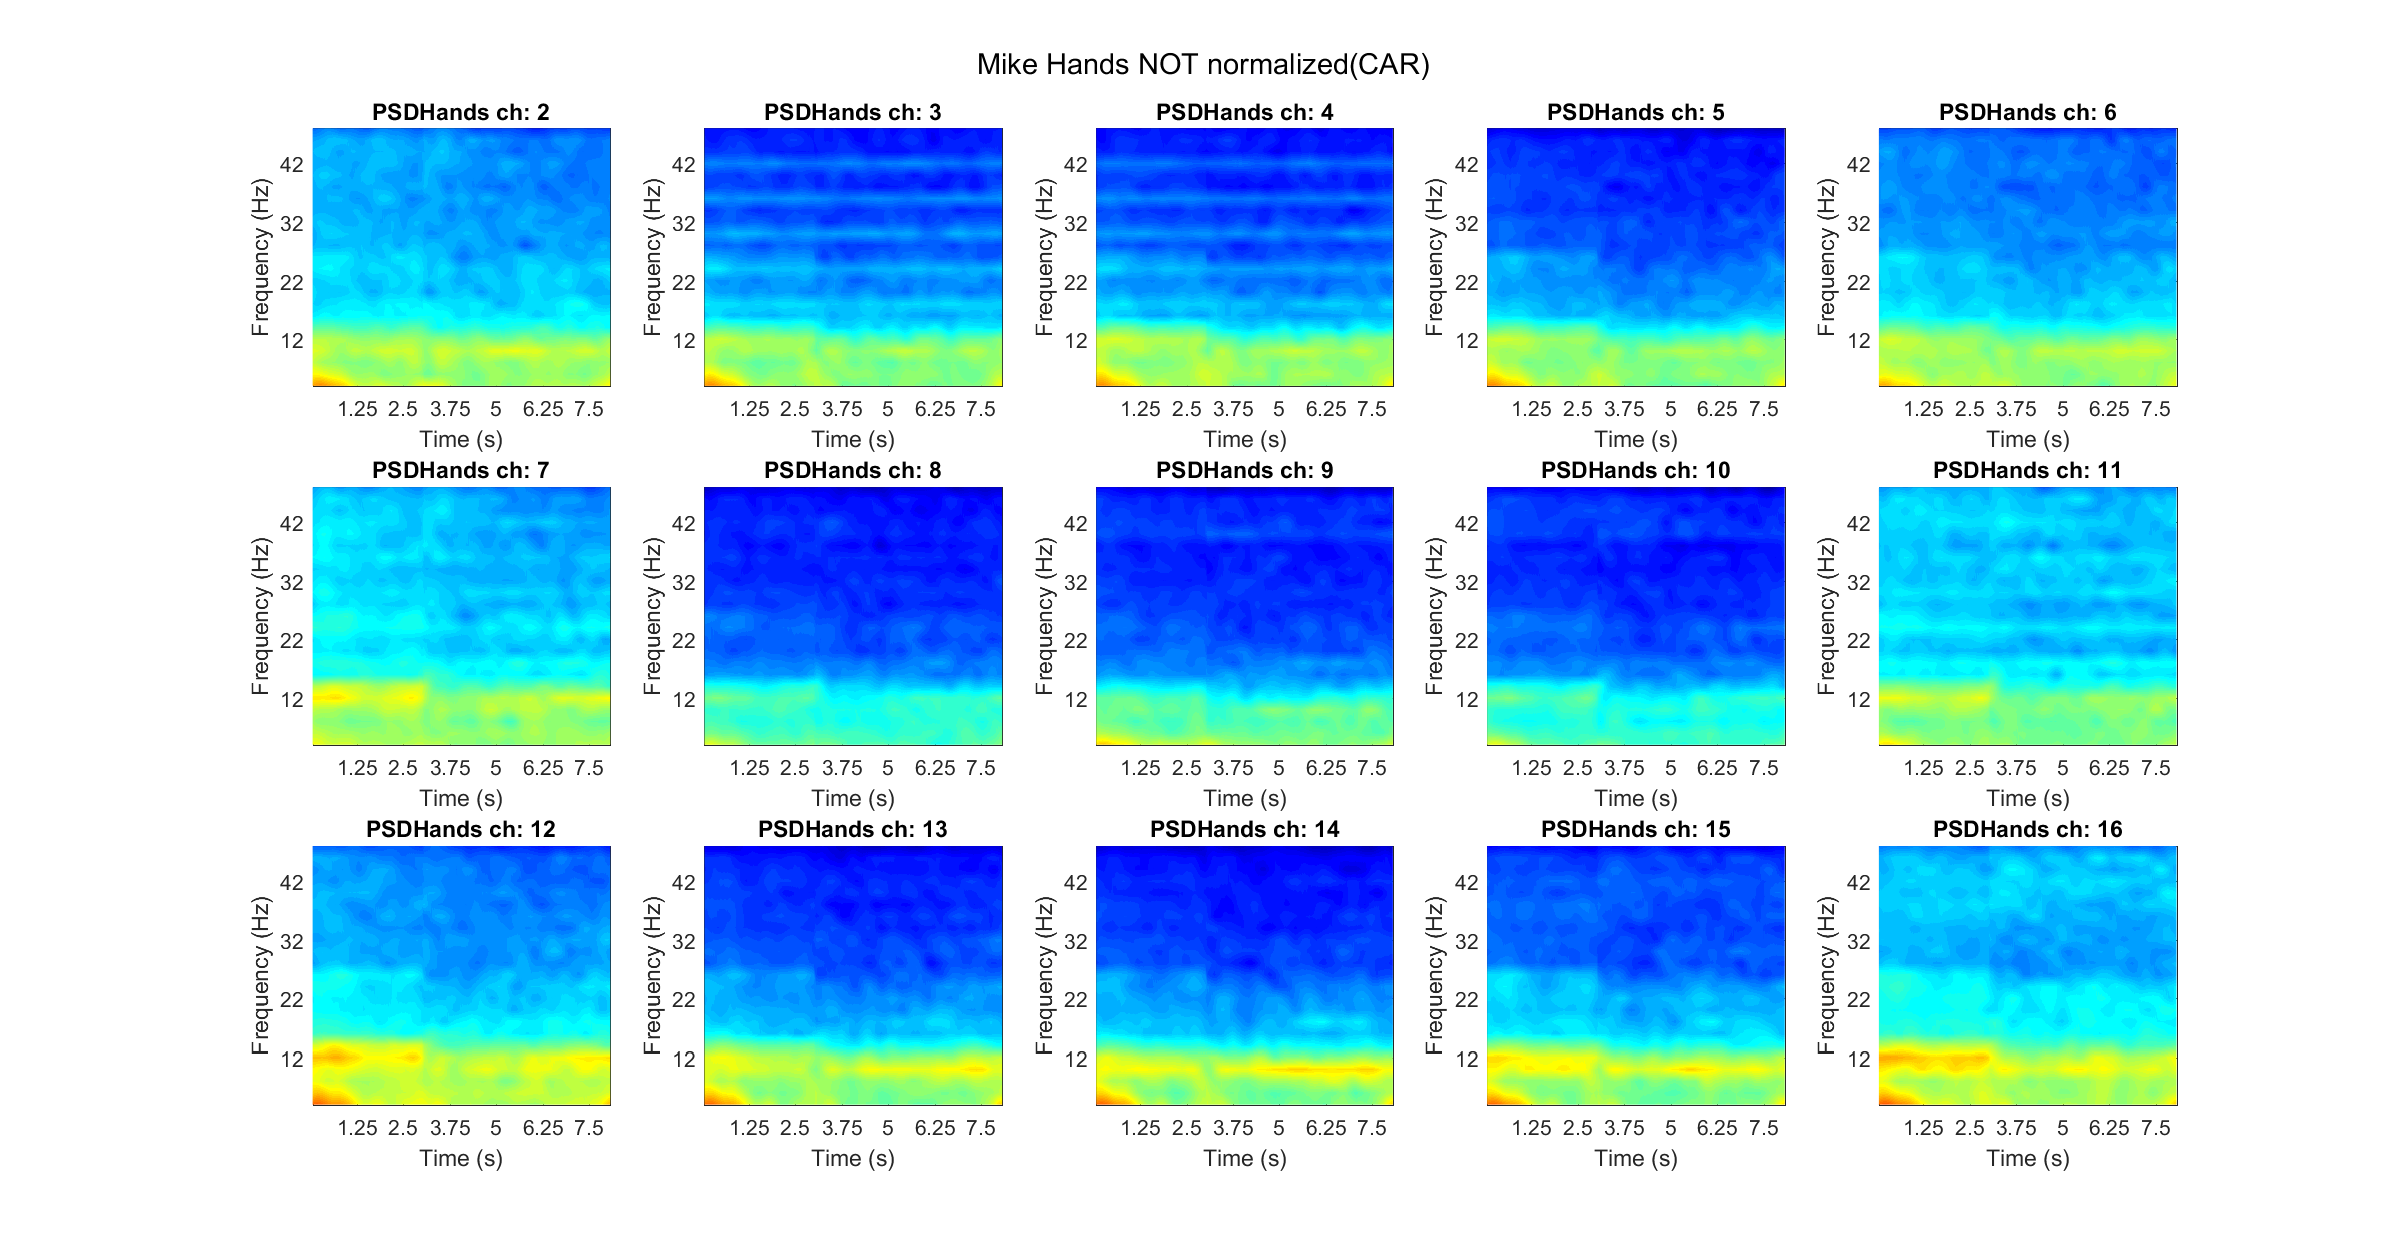 Mike Hands NOT normalized(CAR)
PSDHands ch: 2
PSDHands ch: 3
PSDHands ch: 4
PSDHands ch: 5
PSDHands ch: 6
Frequency (Hz)
42
32
22
12
1.25 2.5 3.75 5 6.25 7.5
Time (s)
Frequency (Hz)
42
32
22
12
1.25 2.5 3.75 5 6.25 7.5
Time (s)
Frequency (Hz)
42
32
22
12
1.25 2.5 3.75 5 6.25 7.5
Time (s)
Frequency (Hz)
42
32
22
12
1.25 2.5 3.75 5 6.25 7.5
Time (s)
Frequency (Hz)
42
32
22
12
1.25 2.5 3.75 5 6.25 7.5
Time (s)
PSDHands ch: 7
PSDHands ch: 8
PSDHands ch: 9
PSDHands ch: 10
PSDHands ch: 11
Frequency (Hz)
42
32
22
12
1.25 2.5 3.75 5 6.25 7.5
Time (s)
Frequency (Hz)
42
32
22
12
1.25 2.5 3.75 5 6.25 7.5
Time (s)
Frequency (Hz)
42
32
22
12
1.25 2.5 3.75 5 6.25 7.5
Time (s)
Frequency (Hz)
42
32
22
12
1.25 2.5 3.75 5 6.25 7.5
Time (s)
Frequency (Hz)
42
32
22
12
1.25 2.5 3.75 5 6.25 7.5
Time (s)
PSDHands ch: 12
PSDHands ch: 13
PSDHands ch: 14
PSDHands ch: 15
PSDHands ch: 16
Frequency (Hz)
42
32
22
12
1.25 2.5 3.75 5 6.25 7.5
Time (s)
Frequency (Hz)
42
32
22
12
1.25 2.5 3.75 5 6.25 7.5
Time (s)
Frequency (Hz)
42
32
22
12
1.25 2.5 3.75 5 6.25 7.5
Time (s)
Frequency (Hz)
42
32
22
12
1.25 2.5 3.75 5 6.25 7.5
Time (s)
Frequency (Hz)
42
32
22
12
1.25 2.5 3.75 5 6.25 7.5
Time (s)